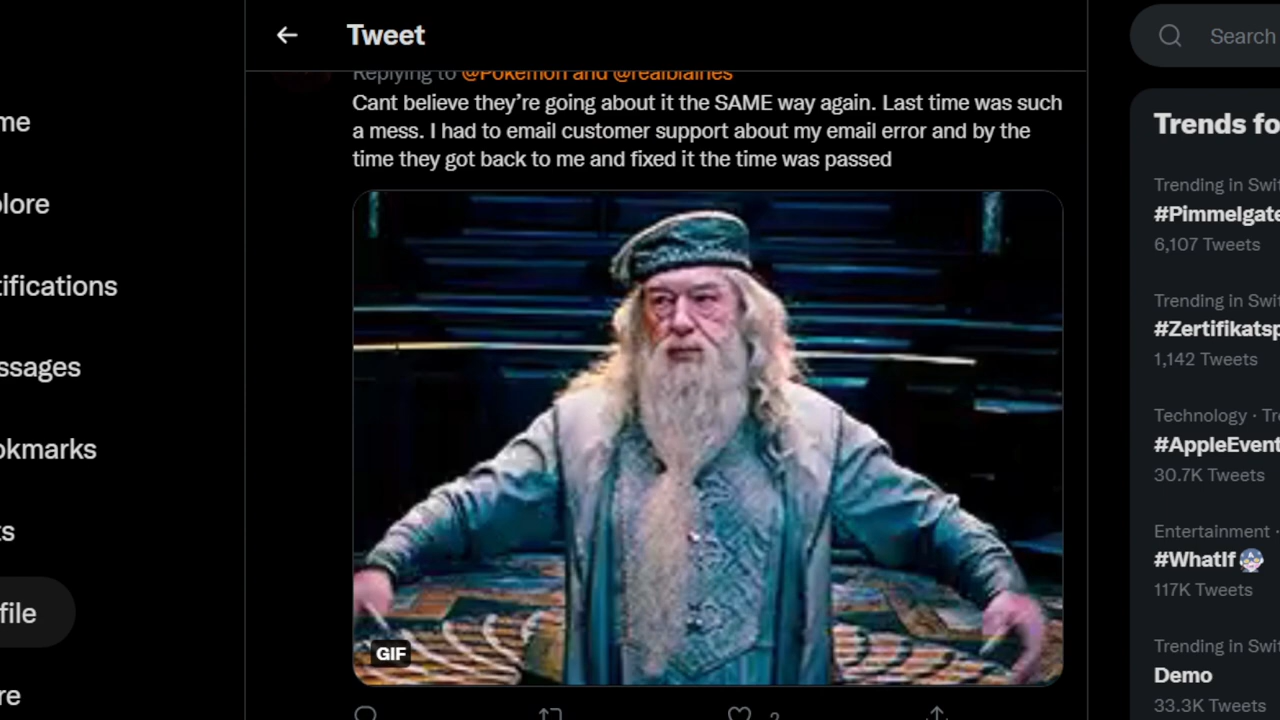 Tweet
Search
me
Replying to @Pokemon and @realblaines
Cant believe they’re going about it the SAME way again. Last time was such
a mess. I had to email customer support about my email error and by the
time they got back to me and fixed it the time was passed
GIF
2
lore
ifications
ssages
okmarks
ts
file
re
Trends fo
Trending in Swit
#Pimmelgate
6,107 Tweets
Trending in Swit
#Zertifikatsp
1,142 Tweets
Technology · Tre
#AppleEvent
30.7K Tweets
Entertainment ·
#WhatIf
117K Tweets
Trending in Swit
Demo
33.3K Tweets